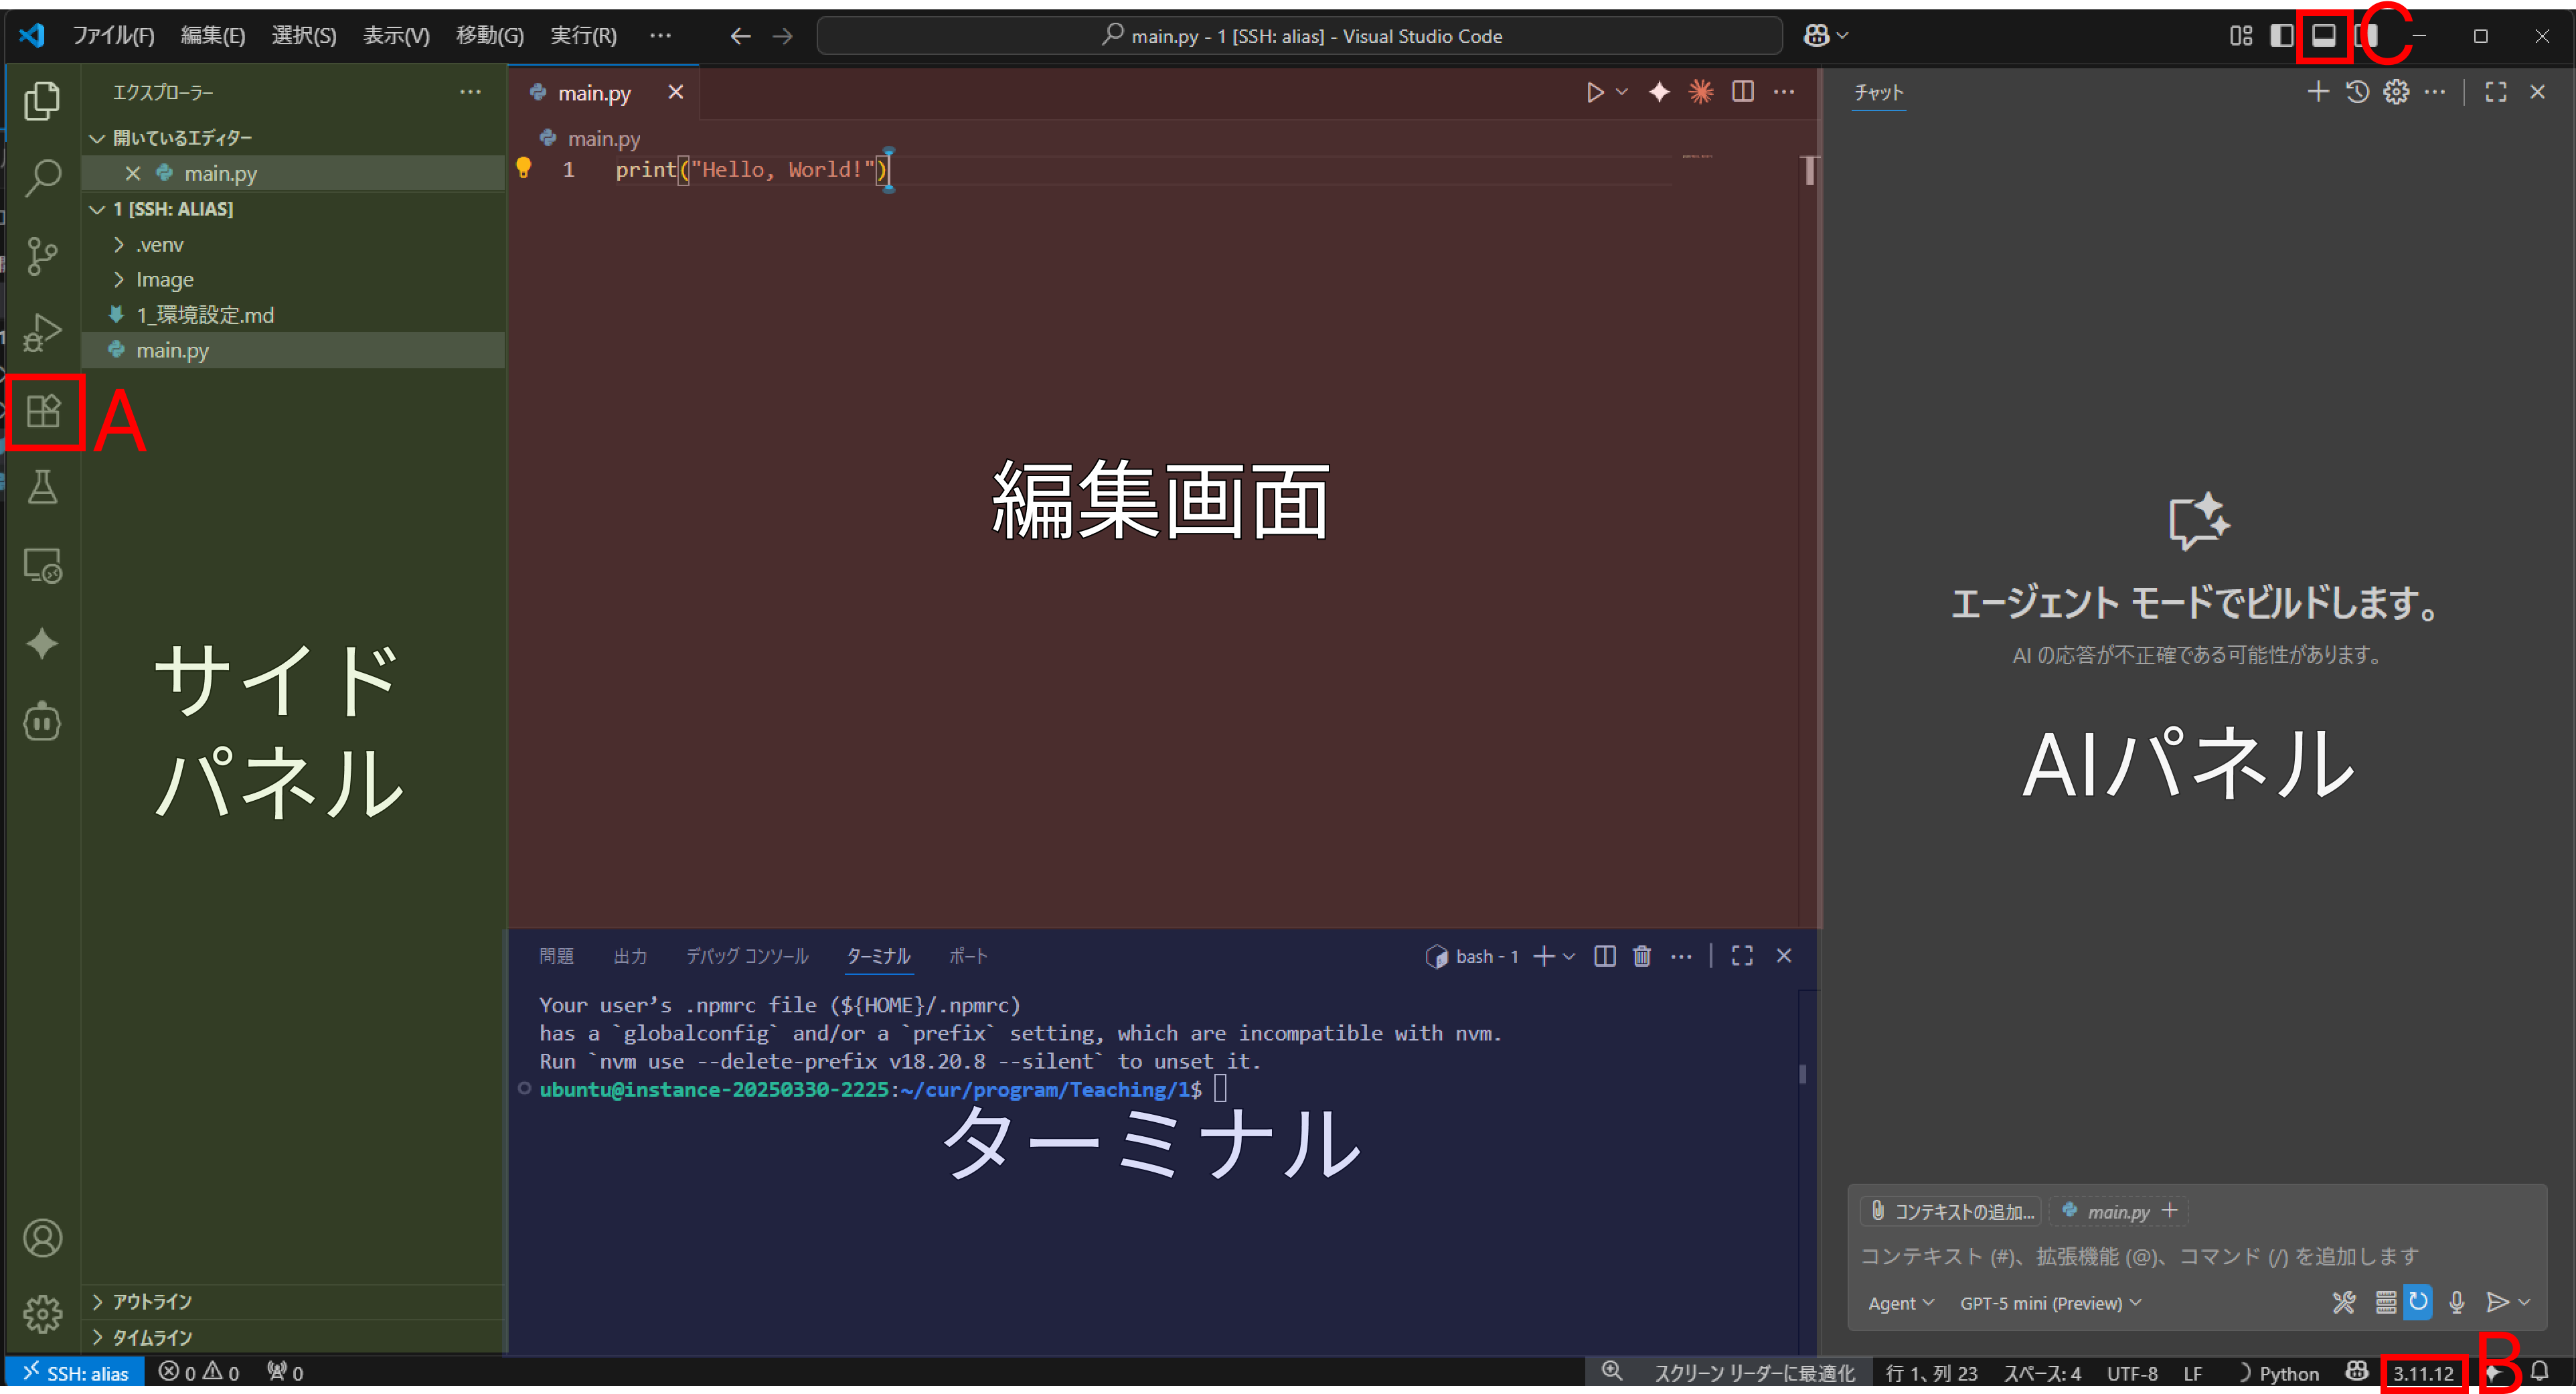 ファイル(F) 編集(E) 選択(S) 表示(V) 移動(G) 実行(R) … main.py - 1 [SSH: alias] - Visual Studio Code
C
エクスプローラー
開いているエディター
main.py
1 [SSH: ALIAS]
.venv
Image
1_環境設定.md
main.py
A
サイド
パネル
アウトライン
タイムライン
main.py
main.py
1 print("Hello, World!")
編集画面
問題 出力 デバッグ コンソール ターミナル ポート bash - 1
Your user’s .npmrc file (${HOME}/.npmrc)
has a `globalconfig` and/or a `prefix` setting, which are incompatible with nvm.
Run `nvm use --delete-prefix v18.20.8 --silent` to unset it.
ubuntu@instance-20250330-2225:~/cur/program/Teaching/1$
ターミナル
チャット
エージェント モードでビルドします。
AI の応答が不正確である可能性があります。
AIパネル
コンテキストの追加... main.py
コンテキスト (#)、拡張機能 (@)、コマンド (/) を追加します
Agent GPT-5 mini (Preview)
B
SSH: alias 0 0 0 スクリーン リーダーに最適化 行 1、列 23 スペース: 4 UTF-8 LF Python 3.11.12